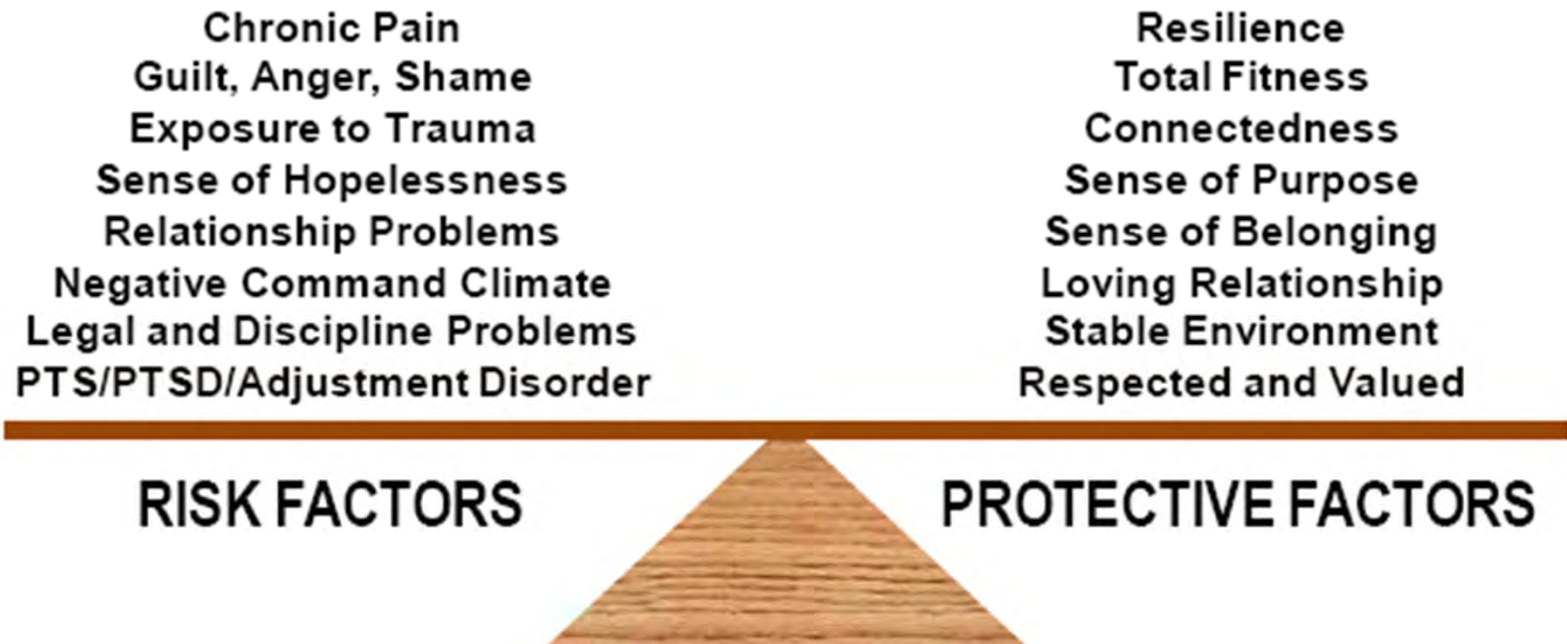 Chronic Pain
Guilt, Anger, Shame
Exposure to Trauma
Sense of Hopelessness
Relationship Problems
Negative Command Climate
Legal and Discipline Problems
PTS/PTSD/Adjustment Disorder
RISK FACTORS
Resilience
Total Fitness
Connectedness
Sense of Purpose
Sense of Belonging
Loving Relationship
Stable Environment
Respected and Valued
PROTECTIVE FACTORS